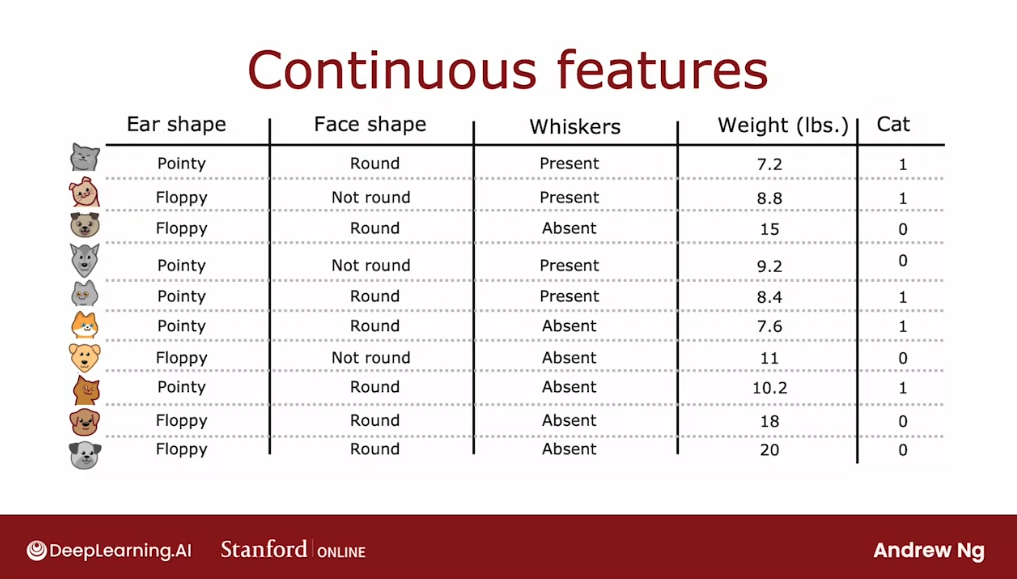 Continuous features
Ear shape Face shape Whiskers Weight (lbs.) Cat
Pointy Round Present 7.2 1
Floppy Not round Present 8.8 1
Floppy Round Absent 15 0
Pointy Not round Present 9.2 0
Pointy Round Present 8.4 1
Pointy Round Absent 7.6 1
Floppy Not round Absent 11 0
Pointy Round Absent 10.2 1
Floppy Round Absent 18 0
Floppy Round Absent 20 0
DeepLearning.AI Stanford ONLINE Andrew Ng